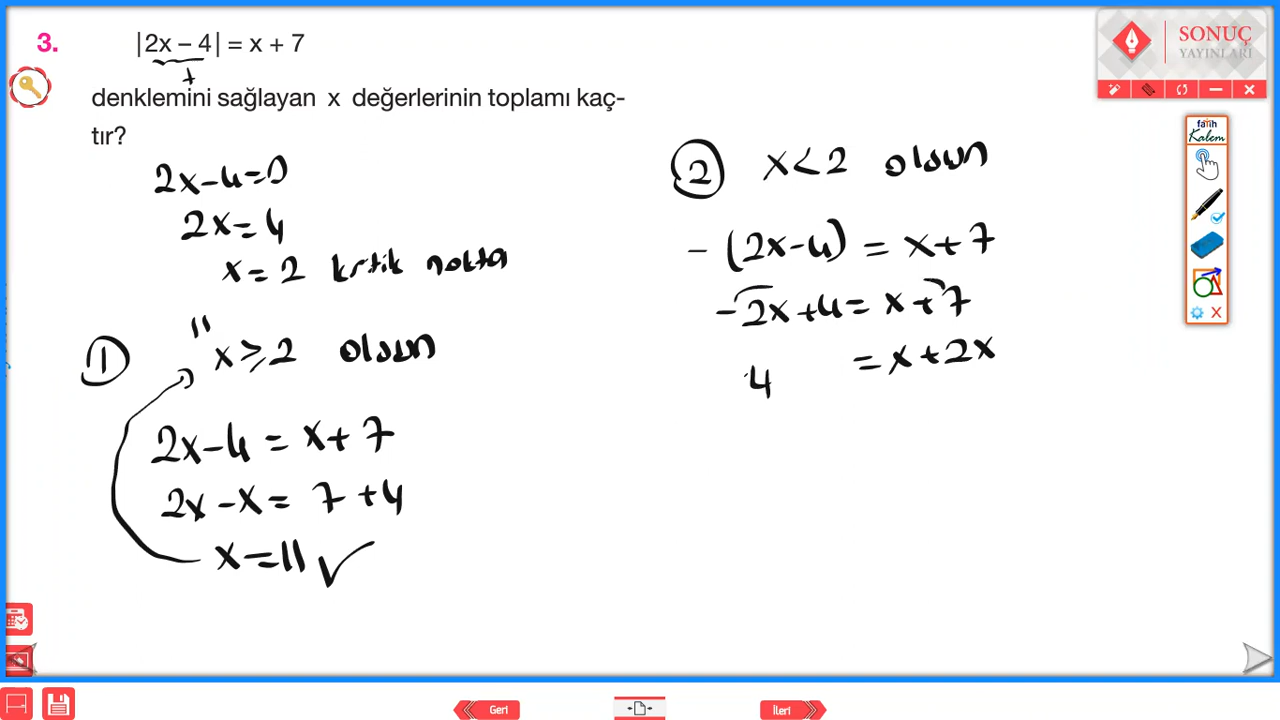 3. |2x – 4| = x + 7
+
denklemini sağlayan x değerlerinin toplamı kaç-
tır?
2x-4=0
2x=4
x=2 kritik nokta
① 11 x≥2 olsun
2x-4=x+7
2x-x=7+4
x=11 ✓
② x<2 olsun
-(2x-4)=x+7
-2x+4=x+7
4 =x+2x
SONUÇ
YAYINLARI
fatih
Kalem
Geri
İleri